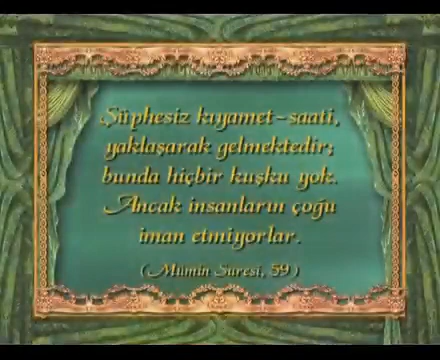 Şüphesiz kıyamet-saati,
yaklaşarak gelmektedir;
bunda hiçbir kuşku yok.
Ancak insanların çoğu
iman etmiyorlar.
(Mümin Suresi, 59)